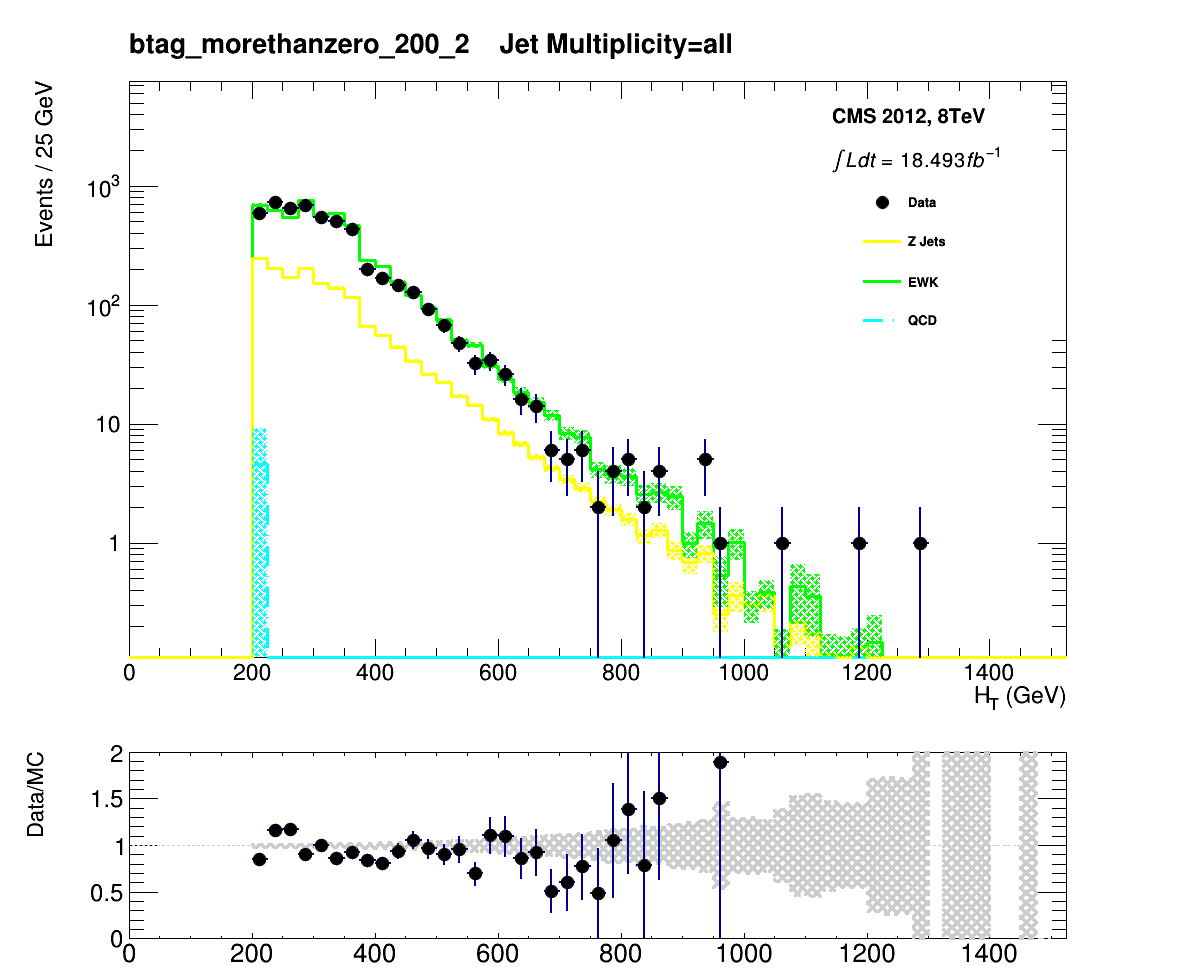 btag_morethanzero_200_2 Jet Multiplicity=all
Events / 25 GeV
CMS 2012, 8TeV
∫Ldt = 18.493fb⁻¹
Data
Z Jets
EWK
QCD
10³
10²
10
1
0 200 400 600 800 1000 1200 1400
H_T (GeV)
Data/MC
2
1.5
1
0.5
0
0 200 400 600 800 1000 1200 1400